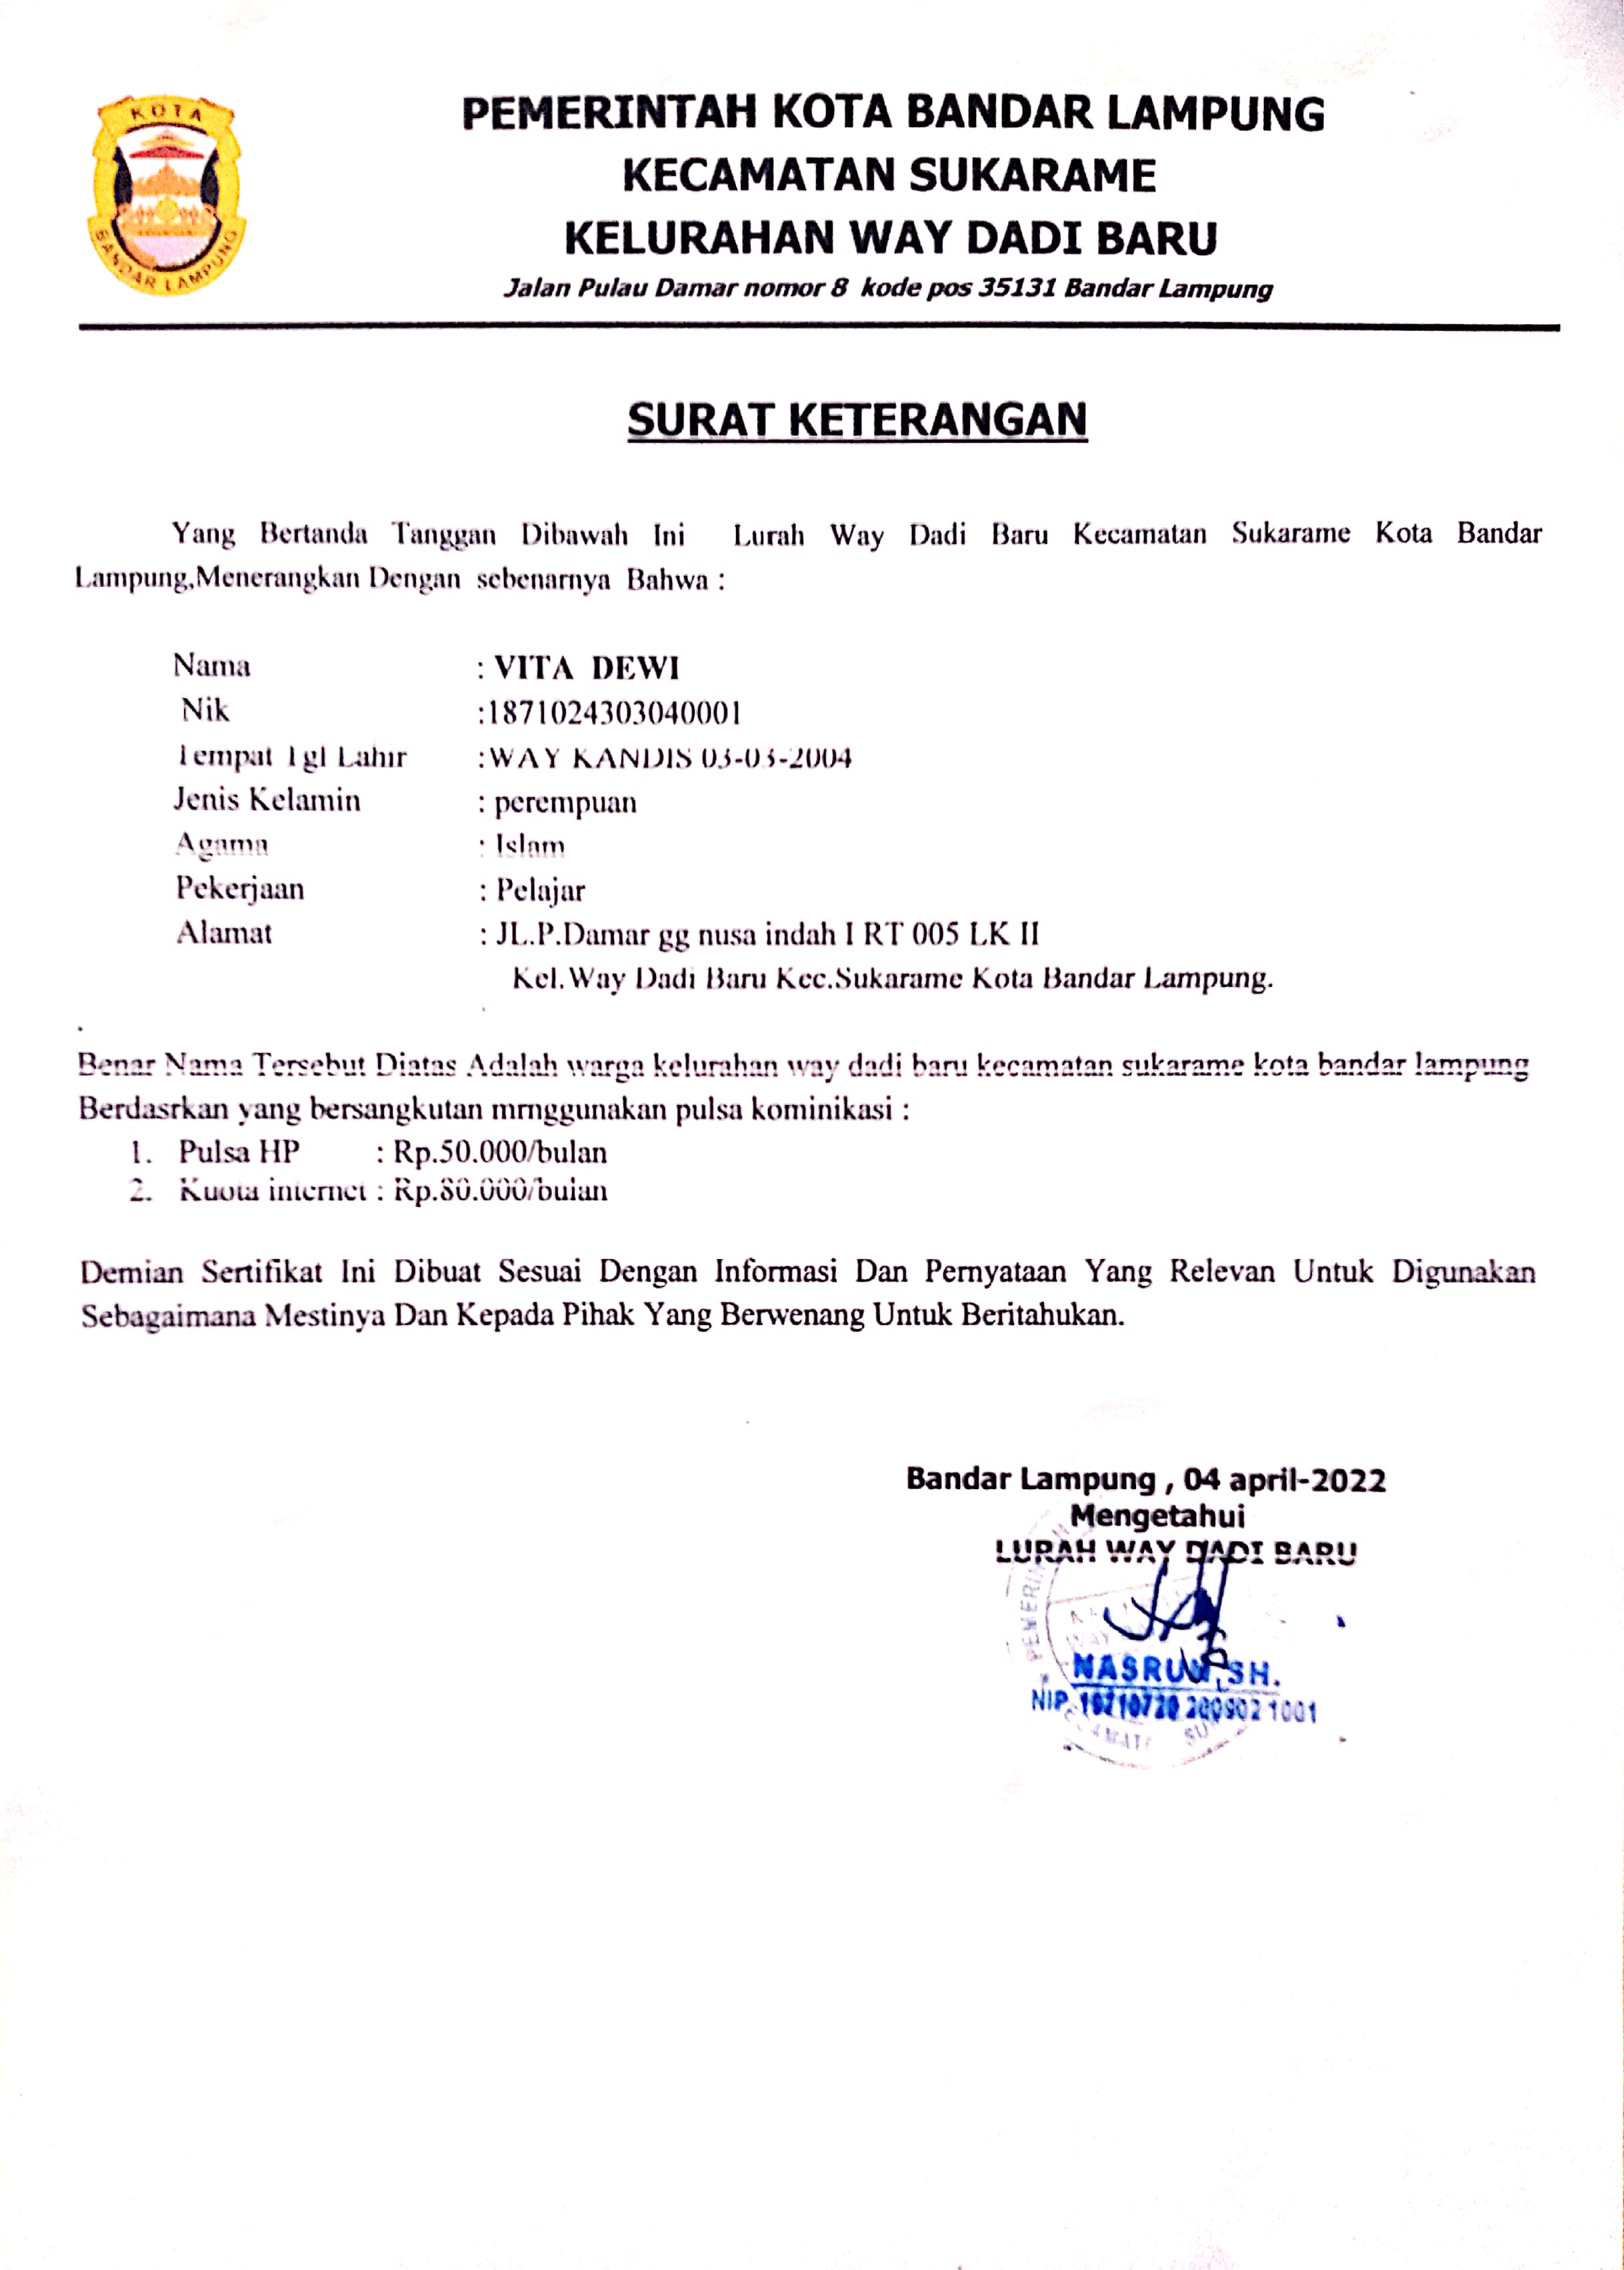 KOTA
BANDAR LAMPUNG
PEMERINTAH KOTA BANDAR LAMPUNG
KECAMATAN SUKARAME
KELURAHAN WAY DADI BARU
Jalan Pulau Damar nomor 8 kode pos 35131 Bandar Lampung
SURAT KETERANGAN
Yang Bertanda Tanggan Dibawah Ini Lurah Way Dadi Baru Kecamatan Sukarame Kota Bandar
Lampung,Menerangkan Dengan sebenarnya Bahwa :
Nama : VITA DEWI
Nik :1871024303040001
Tempat Tgl Lahir :WAY KANDIS 03-03-2004
Jenis Kelamin : perempuan
Agama : Islam
Pekerjaan : Pelajar
Alamat : JL.P.Damar gg nusa indah I RT 005 LK II
Kel.Way Dadi Baru Kec.Sukarame Kota Bandar Lampung.
.
Benar Nama Tersebut Diatas Adalah warga kelurahan way dadi baru kecamatan sukarame kota bandar lampung
Berdasrkan yang bersangkutan mrnggunakan pulsa kominikasi :
1. Pulsa HP : Rp.50.000/bulan
2. Kuota internet : Rp.80.000/bulan
Demian Sertifikat Ini Dibuat Sesuai Dengan Informasi Dan Pernyataan Yang Relevan Untuk Digunakan
Sebagaimana Mestinya Dan Kepada Pihak Yang Berwenang Untuk Beritahukan.
Bandar Lampung , 04 april-2022
Mengetahui
LURAH WAY DADI BARU
NASRUN,SH.
NIP. 19710720 200902 1001